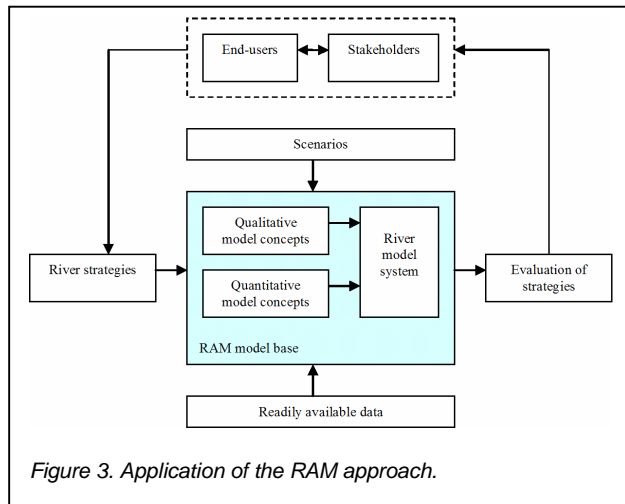 End-users
Stakeholders
Scenarios
Qualitative
model concepts
River
model
system
River strategies
Quantitative
model concepts
Evaluation of
strategies
RAM model base
Readily available data
Figure 3. Application of the RAM approach.